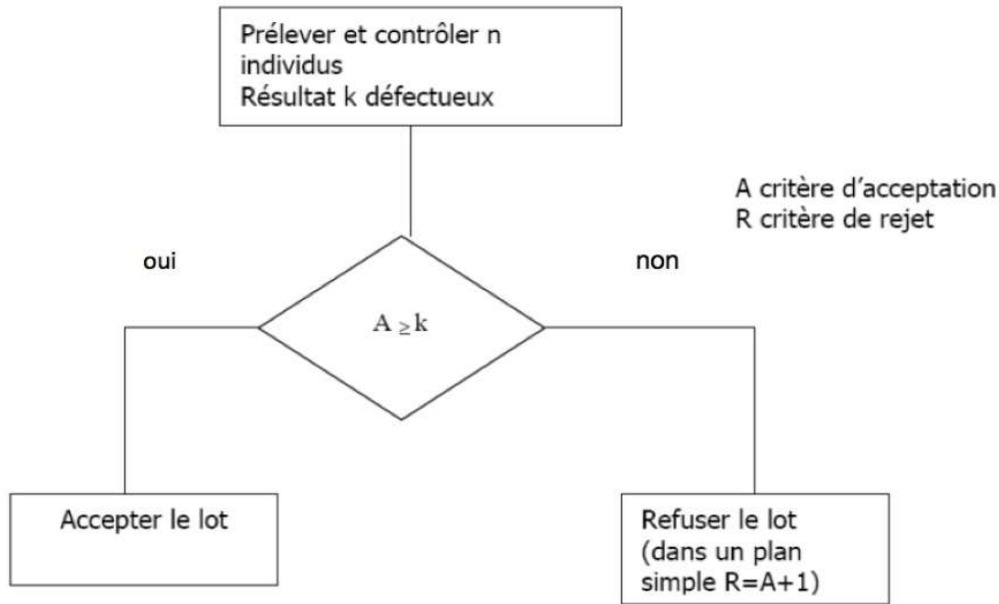 Prélever et contrôler n
individus
Résultat k défectueux
A critère d'acceptation
R critère de rejet
oui
non
A ≥ k
Accepter le lot
Refuser le lot
(dans un plan
simple R=A+1)